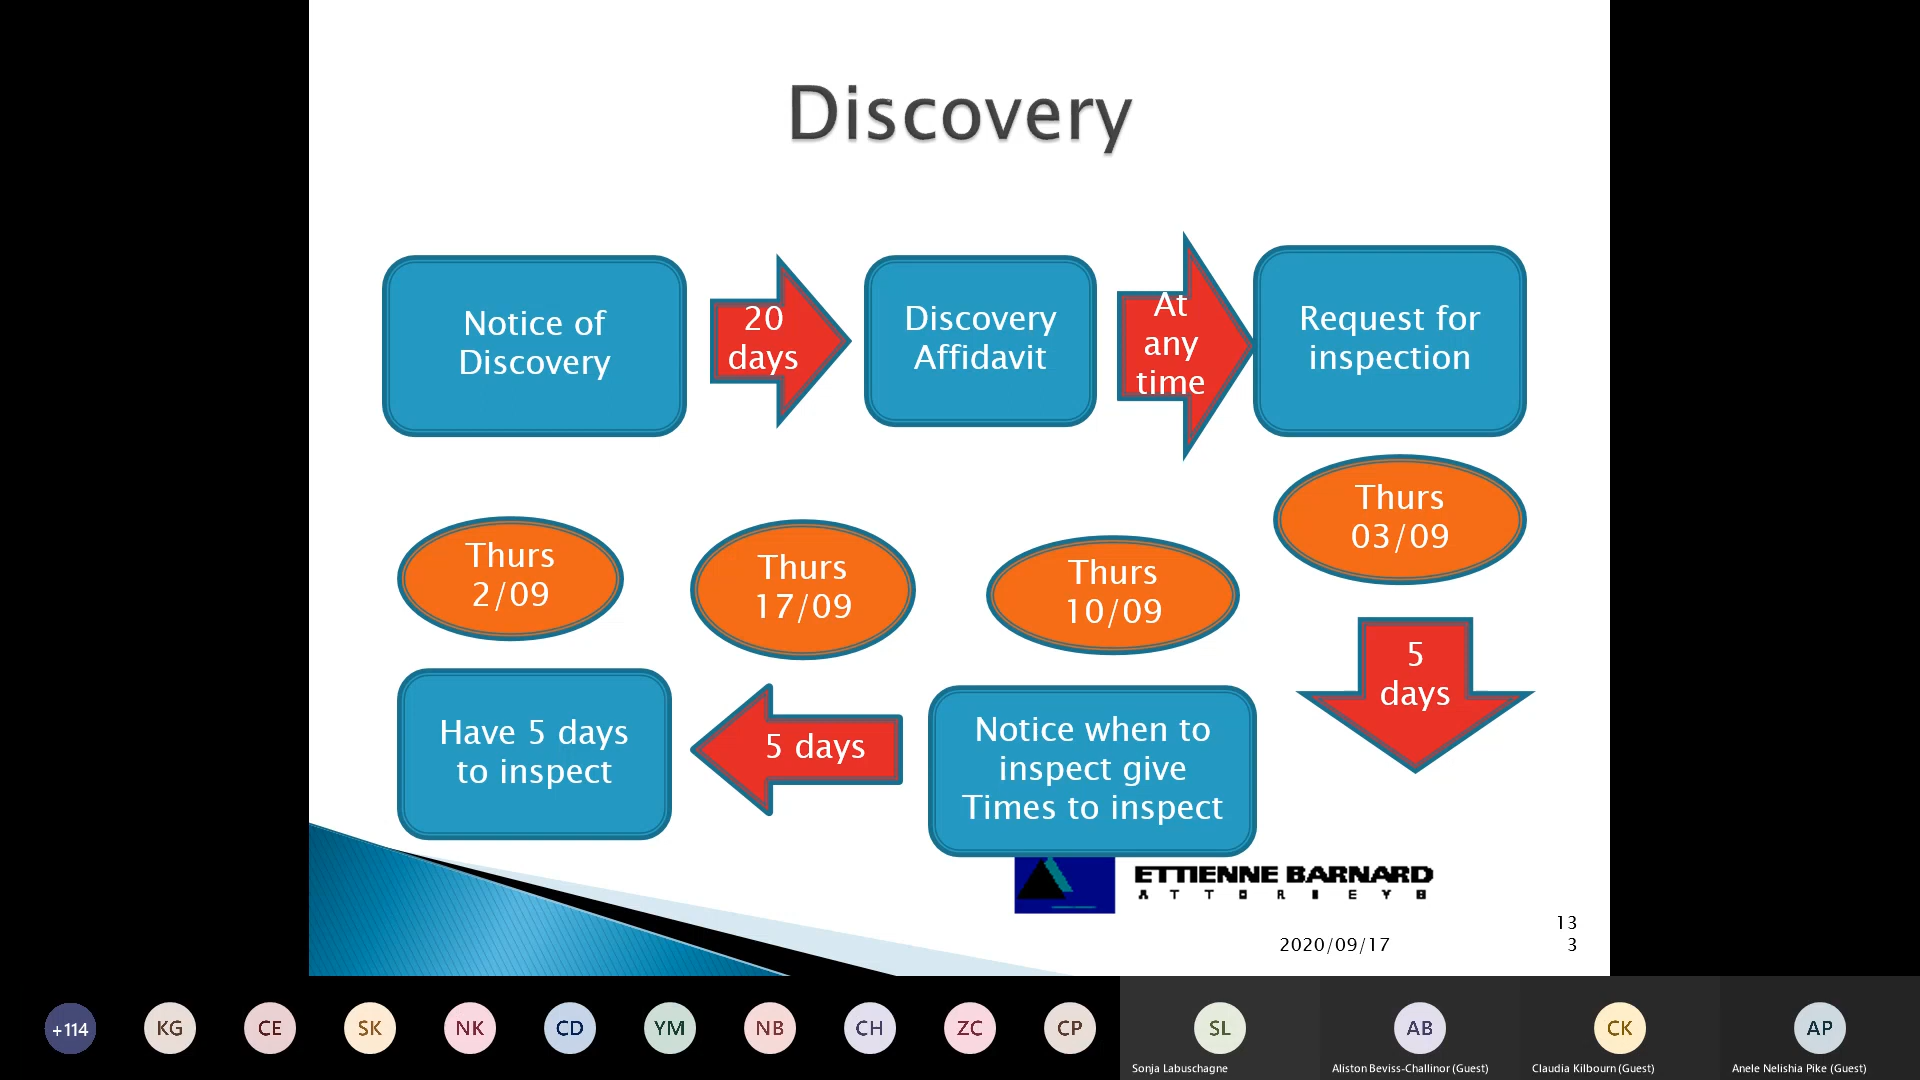 Discovery
Notice of
Discovery
20
days
Discovery
Affidavit
At
any
time
Request for
inspection
Thurs
03/09
Thurs
2/09
Thurs
17/09
Thurs
10/09
5
days
Have 5 days
to inspect
5 days
Notice when to
inspect give
Times to inspect
ETTIENNE BARNARD
ATTORNEYS
2020/09/17
13
3
+114
KG
CE
SK
NK
CD
YM
NB
CH
ZC
CP
SL
Sonja Labuschagne
AB
Aliston Beviss-Challinor (Guest)
CK
Claudia Kilbourn (Guest)
AP
Anele Nelishia Pike (Guest)